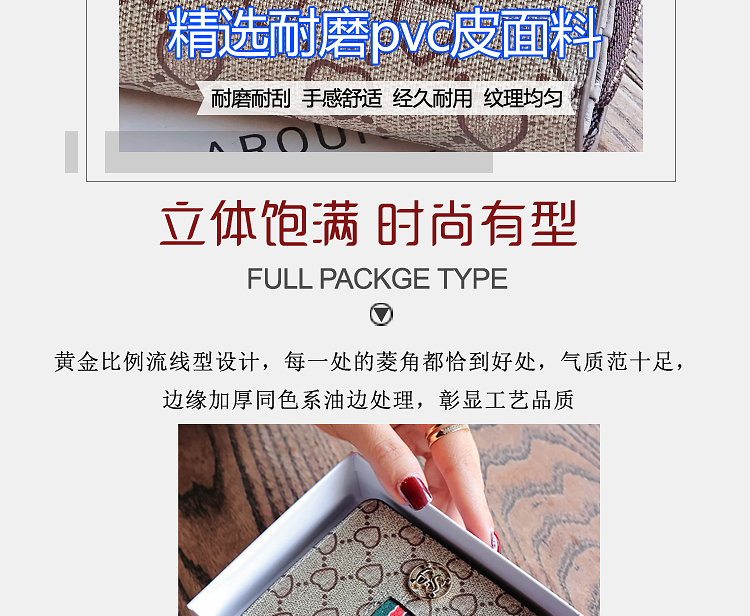 精选耐磨pvc皮面料
耐磨耐刮 手感舒适 经久耐用 纹理均匀
AROUN
立体饱满 时尚有型
FULL PACKGE TYPE
黄金比例流线型设计，每一处的菱角都恰到好处，气质范十足，
边缘加厚同色系油边处理，彰显工艺品质